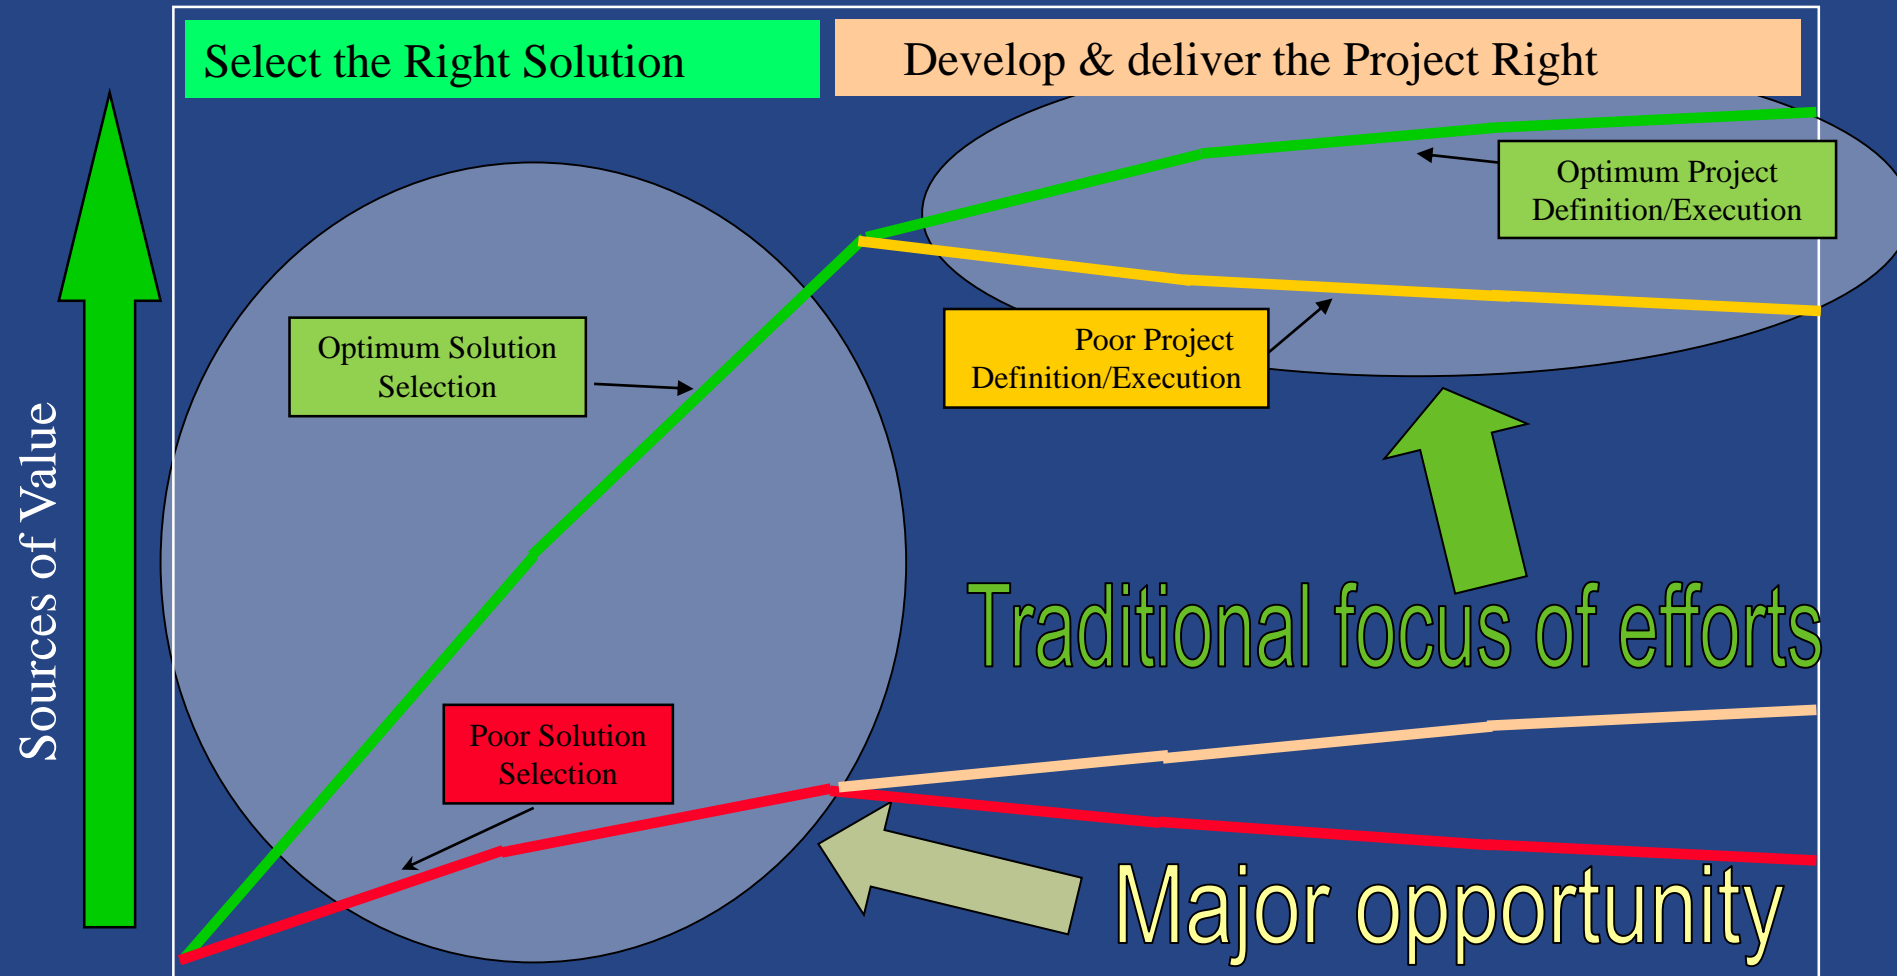 Select the Right Solution
Develop & deliver the Project Right
Sources of Value
Optimum Project
Definition/Execution
Optimum Solution
Selection
Poor Project
Definition/Execution
Traditional focus of efforts
Poor Solution
Selection
Major opportunity